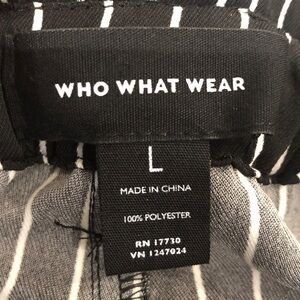 WHO WHAT WEAR
L
MADE IN CHINA
100% POLYESTER
RN 17730
VN 1247024